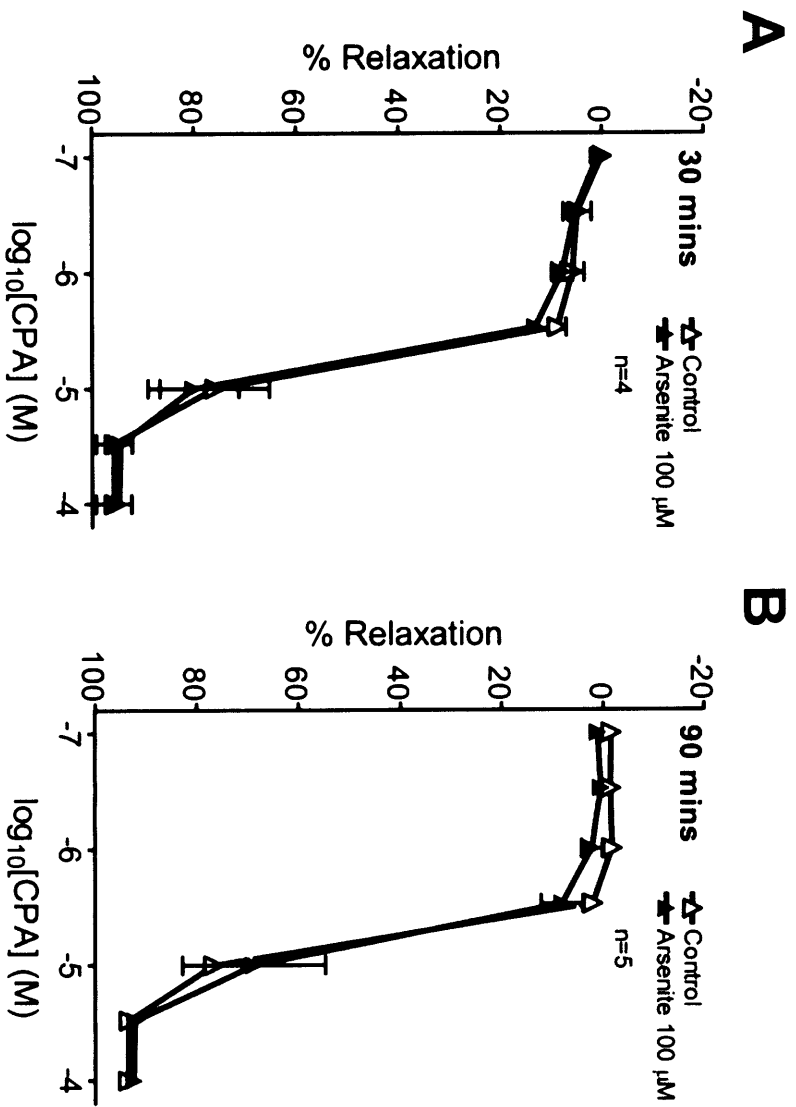 A
30 mins
Control
Arsenite 100 µM
n=4
% Relaxation
-20
0
20
40
60
80
100
-7
-6
-5
-4
log10[CPA] (M)
B
90 mins
Control
Arsenite 100 µM
n=5
% Relaxation
-20
0
20
40
60
80
100
-7
-6
-5
-4
log10[CPA] (M)